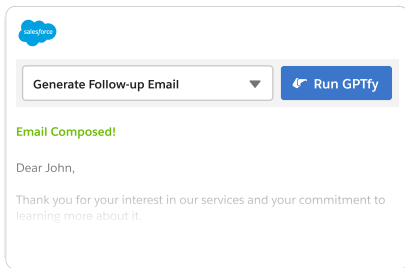 salesforce
Generate Follow-up Email
Run GPTfy
Email Composed!
Dear John,
Thank you for your interest in our services and your commitment to
learning more about it.